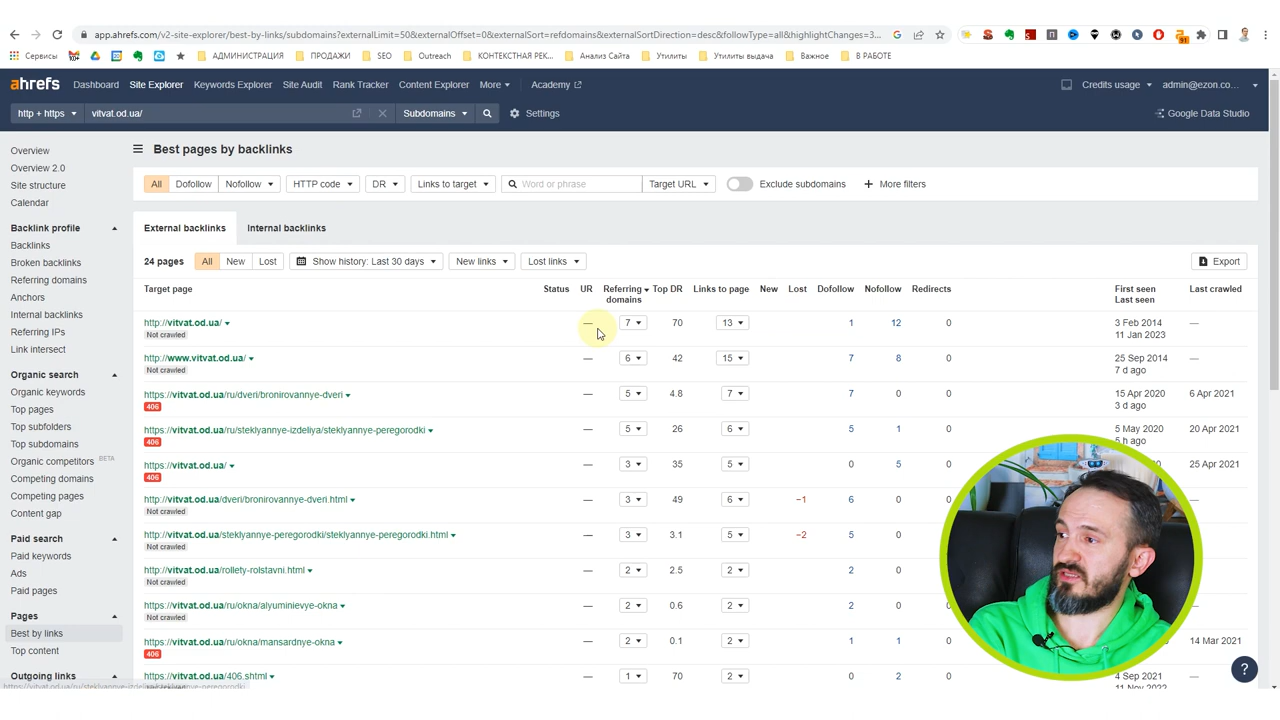 app.ahrefs.com/v2-site-explorer/best-by-links/subdomains?externalLimit=50&externalOffset=0&externalSort=refdomains&externalSortDirection=desc&followType=all&highlightChanges=3...
Сервисы АДМИНИСТРАЦИЯ ПРОДАЖИ SEO Outreach КОНТЕКСТНАЯ РЕК... Анализ Сайта Утилиты Утилиты выдача Важное В РАБОТЕ
ahrefs Dashboard Site Explorer Keywords Explorer Site Audit Rank Tracker Content Explorer More Academy Credits usage admin@ezon.co...
http + https vitvat.od.ua/ Subdomains Settings Google Data Studio
Overview
Overview 2.0
Site structure
Calendar
Backlink profile
Backlinks
Broken backlinks
Referring domains
Anchors
Internal backlinks
Referring IPs
Link intersect
Organic search
Organic keywords
Top pages
Top subfolders
Top subdomains
Organic competitors BETA
Competing domains
Competing pages
Content gap
Paid search
Paid keywords
Ads
Paid pages
Pages
Best by links
Top content
Outgoing links
Best pages by backlinks
All Dofollow Nofollow HTTP code DR Links to target Word or phrase Target URL Exclude subdomains + More filters
External backlinks Internal backlinks
24 pages All New Lost Show history: Last 30 days New links Lost links Export
Target page Status UR Referring domains Top DR Links to page New Lost Dofollow Nofollow Redirects First seen Last seen Last crawled
http://vitvat.od.ua/ — 7 70 13 1 12 0 3 Feb 2014 —
Not crawled 11 Jan 2023
http://www.vitvat.od.ua/ — 6 42 15 7 8 0 25 Sep 2014 —
Not crawled 7 d ago
https://vitvat.od.ua/ru/dveri/bronirovannye-dveri — 5 4.8 7 7 0 0 15 Apr 2020 6 Apr 2021
406 3 d ago
https://vitvat.od.ua/ru/steklyannye-izdeliya/steklyannye-peregorodki — 5 26 6 5 1 0 5 May 2020 20 Apr 2021
406 5 h ago
https://vitvat.od.ua/ — 3 35 5 0 5 0 25 Apr 2021
406
http://vitvat.od.ua/dveri/bronirovannye-dveri.html — 3 49 6 −1 6 0 0
Not crawled
http://vitvat.od.ua/steklyannye-peregorodki/steklyannye-peregorodki.html — 3 3.1 5 −2 5 0 0
Not crawled
http://vitvat.od.ua/rollety-rolstavni.html — 2 2.5 2 2 0 0
Not crawled
https://vitvat.od.ua/ru/okna/alyuminievye-okna — 2 0.6 2 2 0 0
Not crawled
https://vitvat.od.ua/ru/okna/mansardnye-okna — 2 0.1 2 1 1 0 14 Mar 2021
406
https://vitvat.od.ua/406.shtml — 1 70 2 0 2 0 4 Sep 2021 —
Not crawled 11 Nov 2022
https://vitvat.od.ua/ru/steklyannye-izdeliya/steklyannye-peregorodki
?